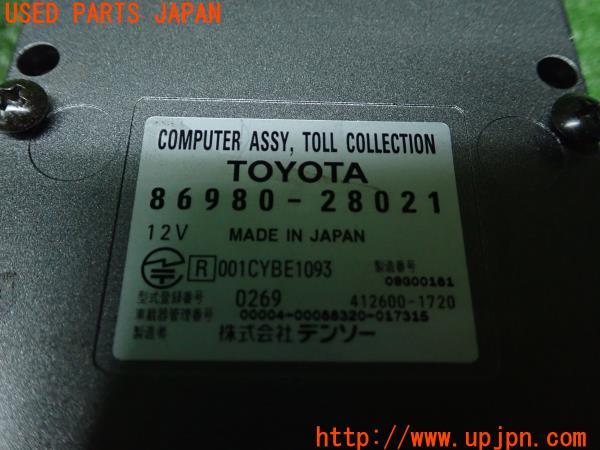 USED PARTS JAPAN
COMPUTER ASSY, TOLL COLLECTION
TOYOTA
86980-28021
12V MADE IN JAPAN
R 001CYBE1093 製造番号 09G00181
型式登録番号 0269 412600-1720
車載器管理番号 00004-00088320-017315
製造者 株式会社デンソー
http://www.upjpn.com/